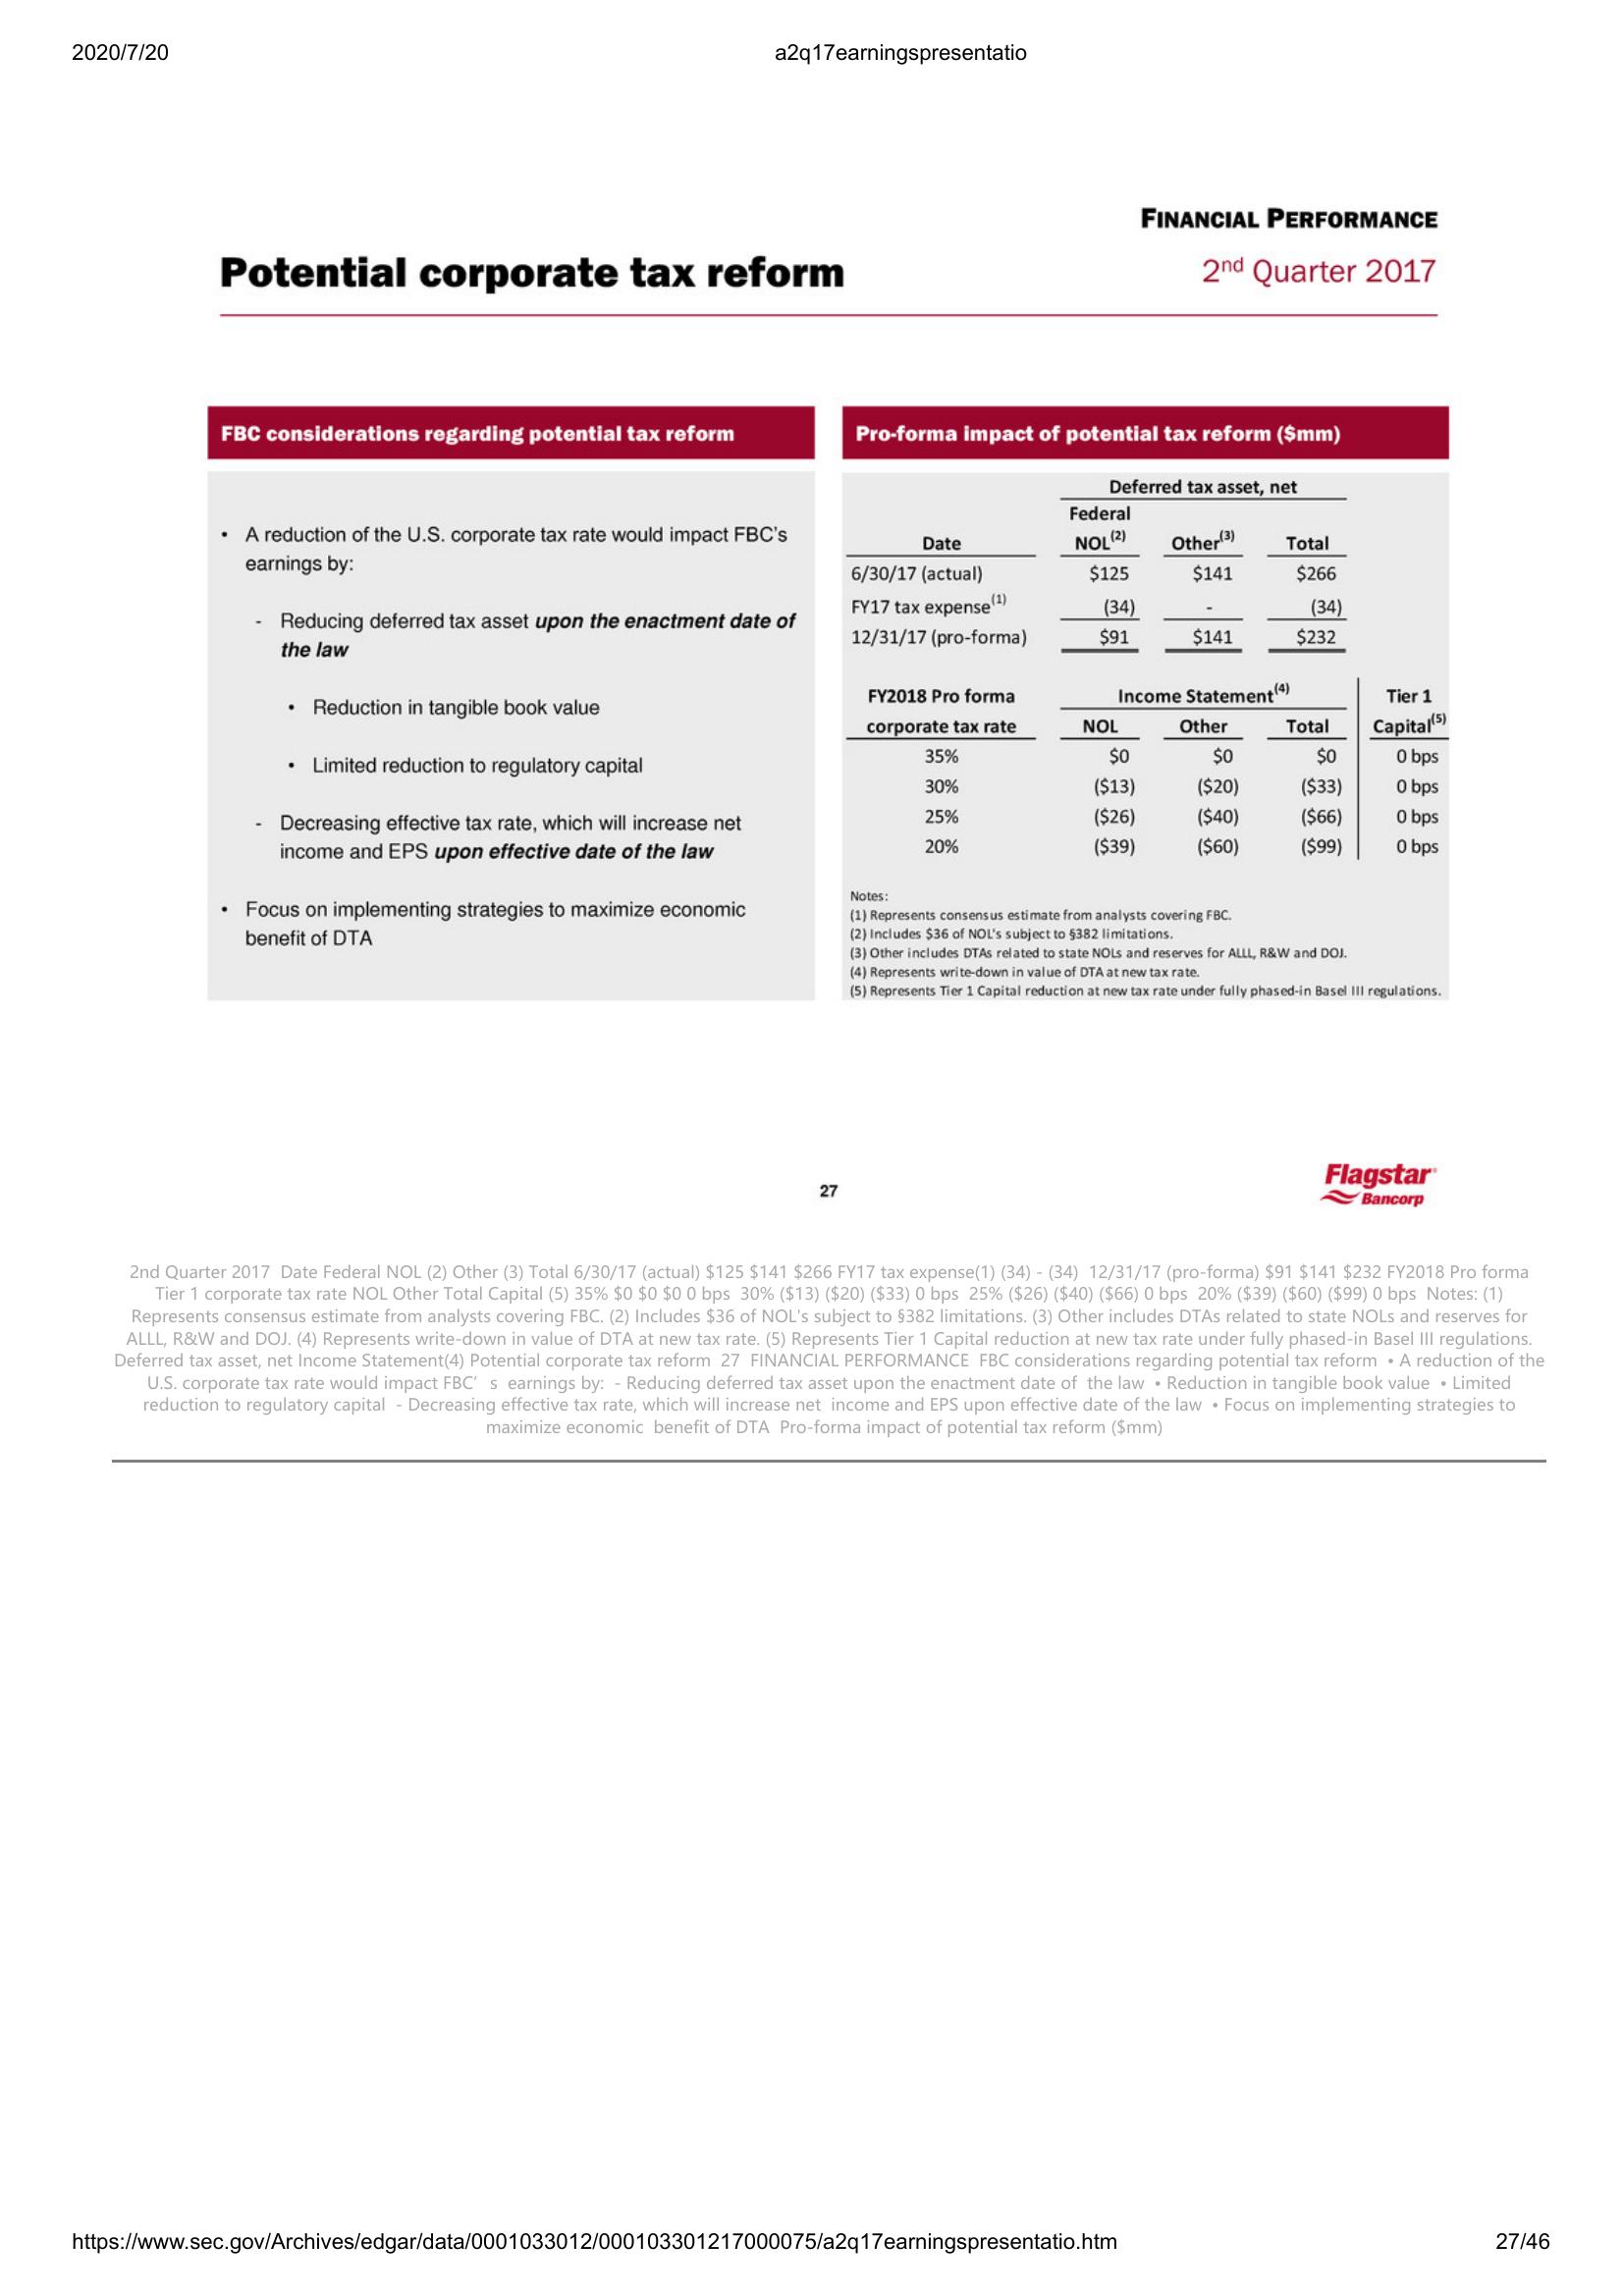 2020/7/20
a2q17earningspresentatio
FINANCIAL PERFORMANCE
Potential corporate tax reform
2nd Quarter 2017
FBC considerations regarding potential tax reform
• A reduction of the U.S. corporate tax rate would impact FBC's
earnings by:
- Reducing deferred tax asset upon the enactment date of
the law
• Reduction in tangible book value
• Limited reduction to regulatory capital
- Decreasing effective tax rate, which will increase net
income and EPS upon effective date of the law
• Focus on implementing strategies to maximize economic
benefit of DTA
Pro-forma impact of potential tax reform ($mm)
Deferred tax asset, net
Federal
Date NOL(2) Other(3) Total
6/30/17 (actual) $125 $141 $266
FY17 tax expense(1) (34) - (34)
12/31/17 (pro-forma) $91 $141 $232
FY2018 Pro forma Income Statement(4) Tier 1
corporate tax rate NOL Other Total Capital(5)
35% $0 $0 $0 0 bps
30% ($13) ($20) ($33) 0 bps
25% ($26) ($40) ($66) 0 bps
20% ($39) ($60) ($99) 0 bps
Notes:
(1) Represents consensus estimate from analysts covering FBC.
(2) Includes $36 of NOL's subject to §382 limitations.
(3) Other includes DTAs related to state NOLs and reserves for ALLL, R&W and DOJ.
(4) Represents write-down in value of DTA at new tax rate.
(5) Represents Tier 1 Capital reduction at new tax rate under fully phased-in Basel III regulations.
27
Flagstar
Bancorp
2nd Quarter 2017 Date Federal NOL (2) Other (3) Total 6/30/17 (actual) $125 $141 $266 FY17 tax expense(1) (34) - (34) 12/31/17 (pro-forma) $91 $141 $232 FY2018 Pro forma
Tier 1 corporate tax rate NOL Other Total Capital (5) 35% $0 $0 $0 0 bps 30% ($13) ($20) ($33) 0 bps 25% ($26) ($40) ($66) 0 bps 20% ($39) ($60) ($99) 0 bps Notes: (1)
Represents consensus estimate from analysts covering FBC. (2) Includes $36 of NOL's subject to §382 limitations. (3) Other includes DTAs related to state NOLs and reserves for
ALLL, R&W and DOJ. (4) Represents write-down in value of DTA at new tax rate. (5) Represents Tier 1 Capital reduction at new tax rate under fully phased-in Basel III regulations.
Deferred tax asset, net Income Statement(4) Potential corporate tax reform 27 FINANCIAL PERFORMANCE FBC considerations regarding potential tax reform • A reduction of the
U.S. corporate tax rate would impact FBC’ s earnings by: - Reducing deferred tax asset upon the enactment date of the law • Reduction in tangible book value • Limited
reduction to regulatory capital - Decreasing effective tax rate, which will increase net income and EPS upon effective date of the law • Focus on implementing strategies to
maximize economic benefit of DTA Pro-forma impact of potential tax reform ($mm)
https://www.sec.gov/Archives/edgar/data/0001033012/000103301217000075/a2q17earningspresentatio.htm
27/46